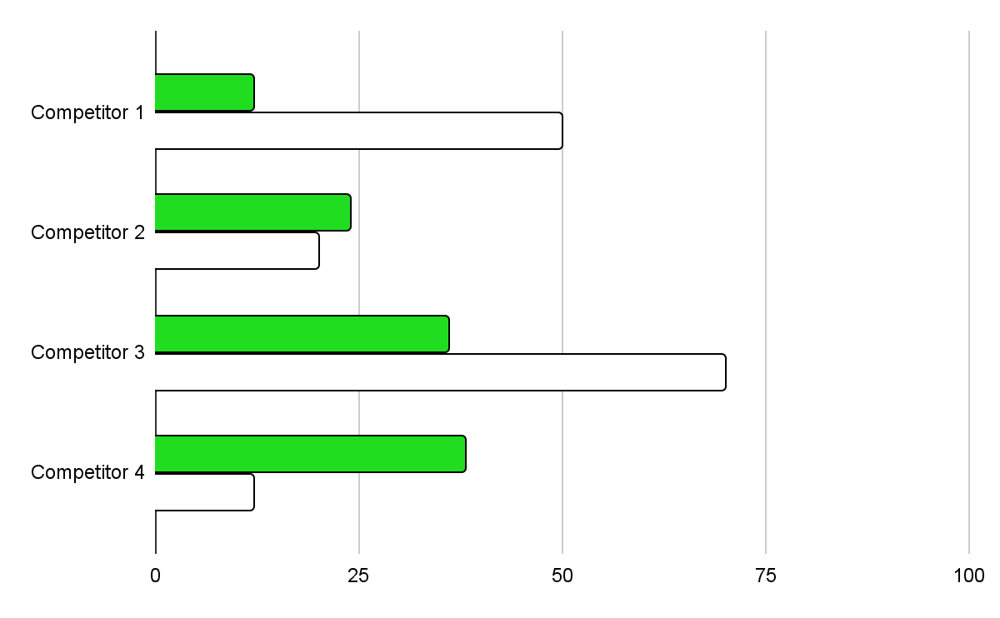 Competitor 1
Competitor 2
Competitor 3
Competitor 4
0 25 50 75 100